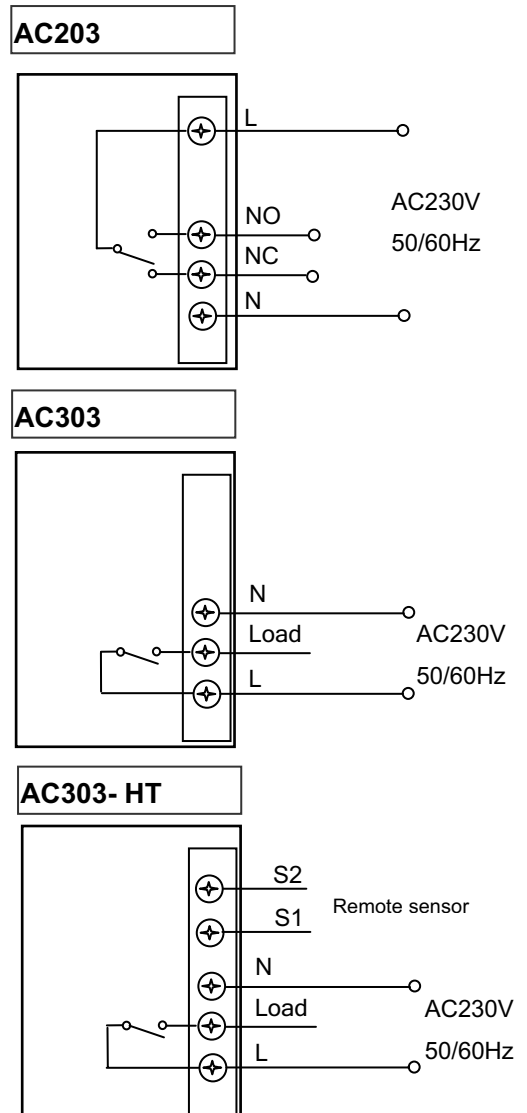 AC203
L
AC230V
NO
50/60Hz
NC
N
AC303
N
Load
AC230V
L
50/60Hz
AC303- HT
S2
Remote sensor
S1
N
Load
AC230V
L
50/60Hz